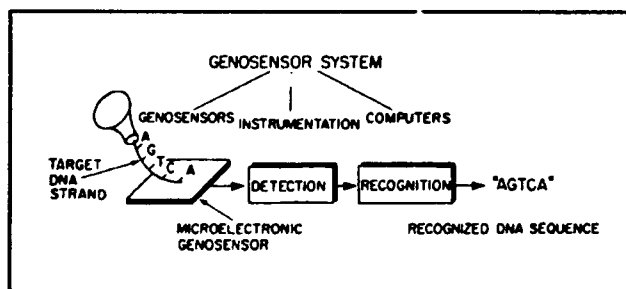 GENOSENSOR SYSTEM
GENOSENSORS INSTRUMENTATION COMPUTERS
A
G
T
C
A
TARGET
DNA
STRAND
DETECTION
RECOGNITION
"AGTCA"
MICROELECTRONIC
GENOSENSOR
RECOGNIZED DNA SEQUENCE